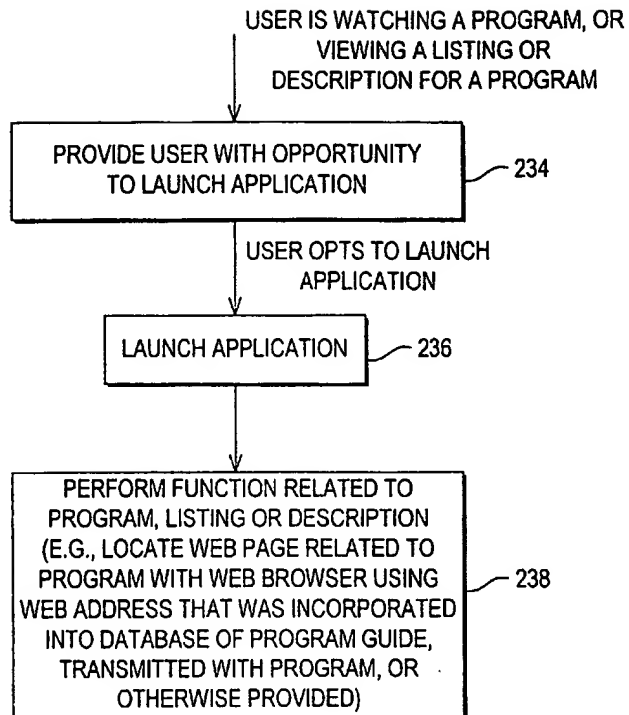 USER IS WATCHING A PROGRAM, OR
VIEWING A LISTING OR
DESCRIPTION FOR A PROGRAM
PROVIDE USER WITH OPPORTUNITY
TO LAUNCH APPLICATION
234
USER OPTS TO LAUNCH
APPLICATION
LAUNCH APPLICATION
236
PERFORM FUNCTION RELATED TO
PROGRAM, LISTING OR DESCRIPTION
(E.G., LOCATE WEB PAGE RELATED TO
PROGRAM WITH WEB BROWSER USING
WEB ADDRESS THAT WAS INCORPORATED
INTO DATABASE OF PROGRAM GUIDE,
TRANSMITTED WITH PROGRAM, OR
OTHERWISE PROVIDED)
238